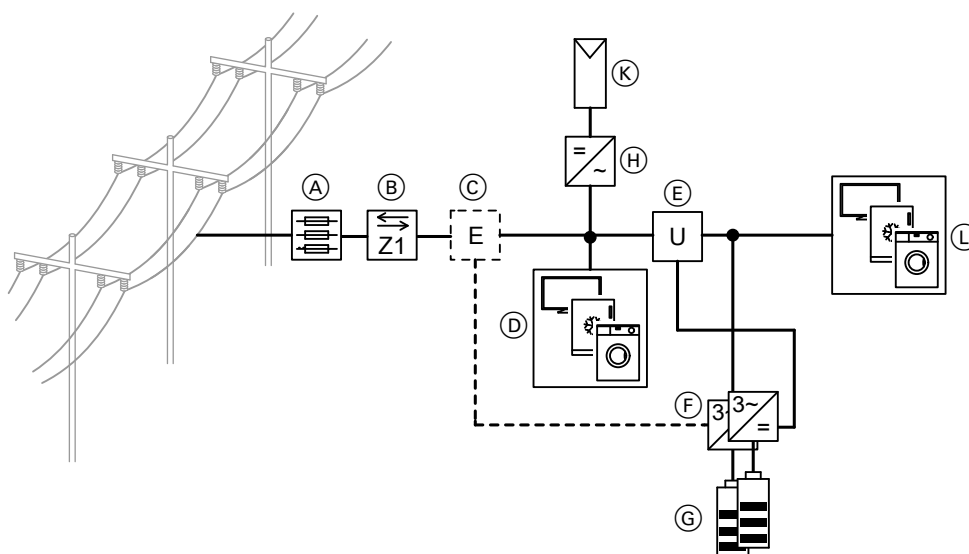 K
=
~
H
A
B
C
E
Z1
E
U
L
D
F
3~
3~
=
G